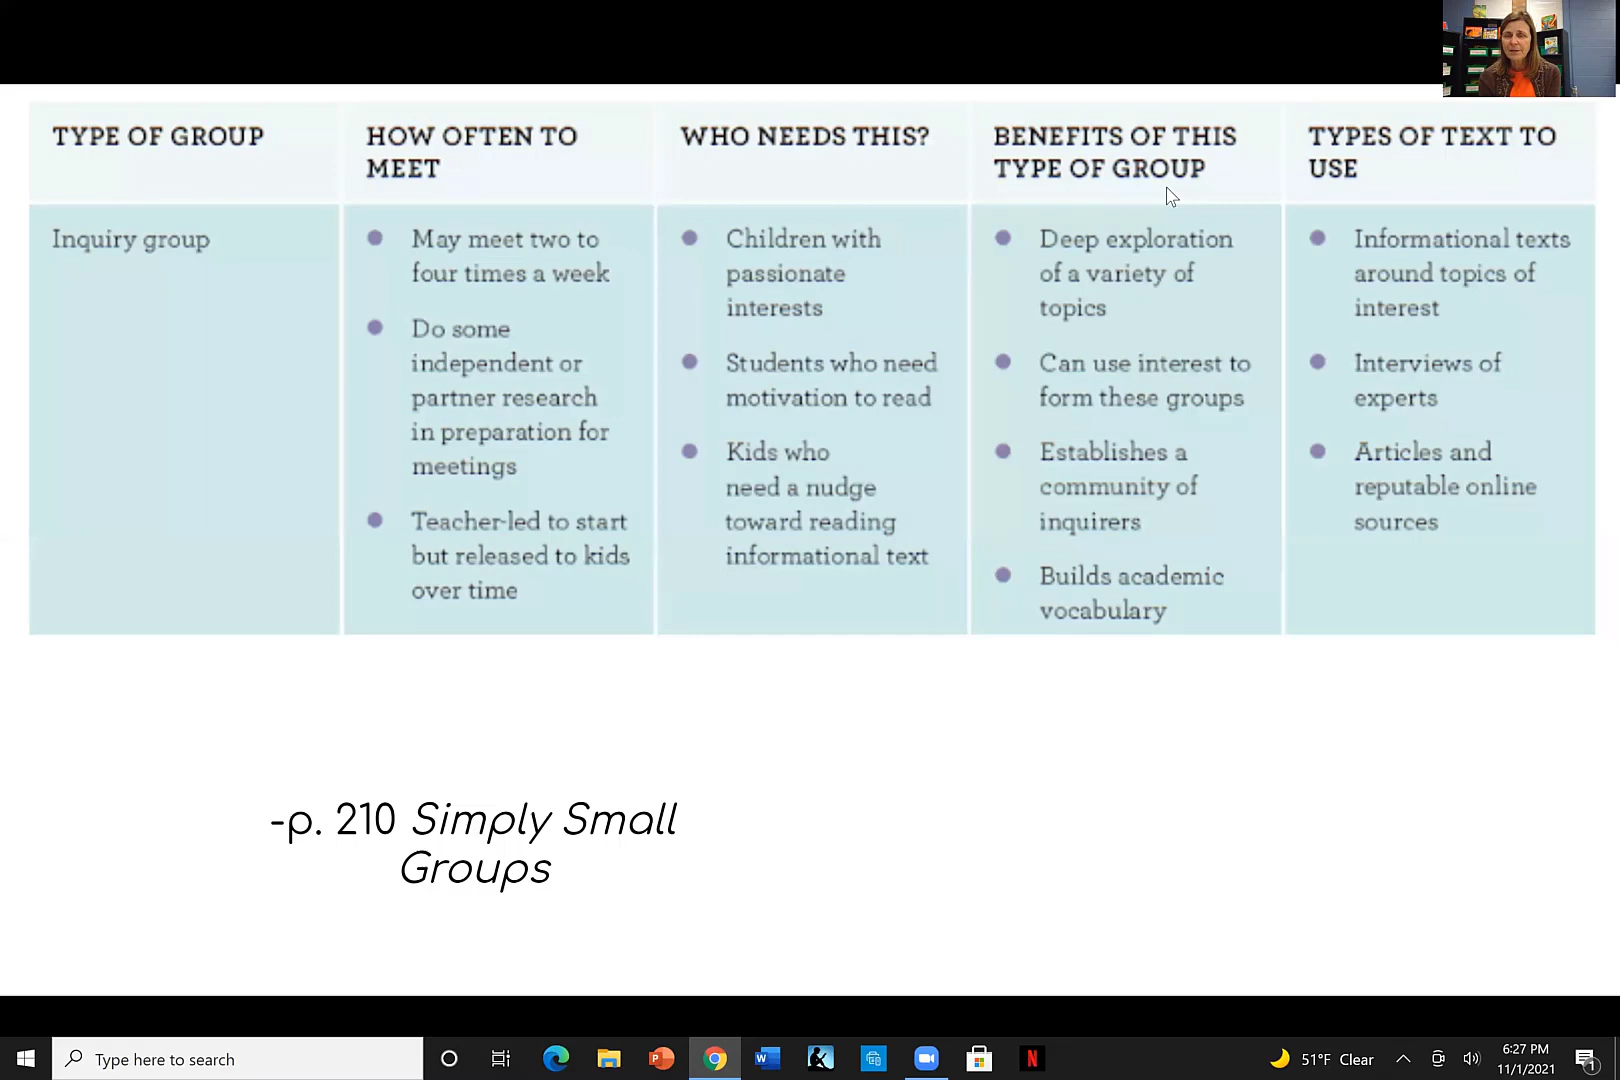 TYPE OF GROUP
HOW OFTEN TO
MEET
WHO NEEDS THIS?
BENEFITS OF THIS
TYPE OF GROUP
TYPES OF TEXT TO
USE
Inquiry group
May meet two to
four times a week
Do some
independent or
partner research
in preparation for
meetings
Teacher-led to start
but released to kids
over time
Children with
passionate
interests
Students who need
motivation to read
Kids who
need a nudge
toward reading
informational text
Deep exploration
of a variety of
topics
Can use interest to
form these groups
Establishes a
community of
inquirers
Builds academic
vocabulary
Informational texts
around topics of
interest
Interviews of
experts
Articles and
reputable online
sources
-p. 210 Simply Small
Groups
Type here to search
51°F Clear
6:27 PM
11/1/2021